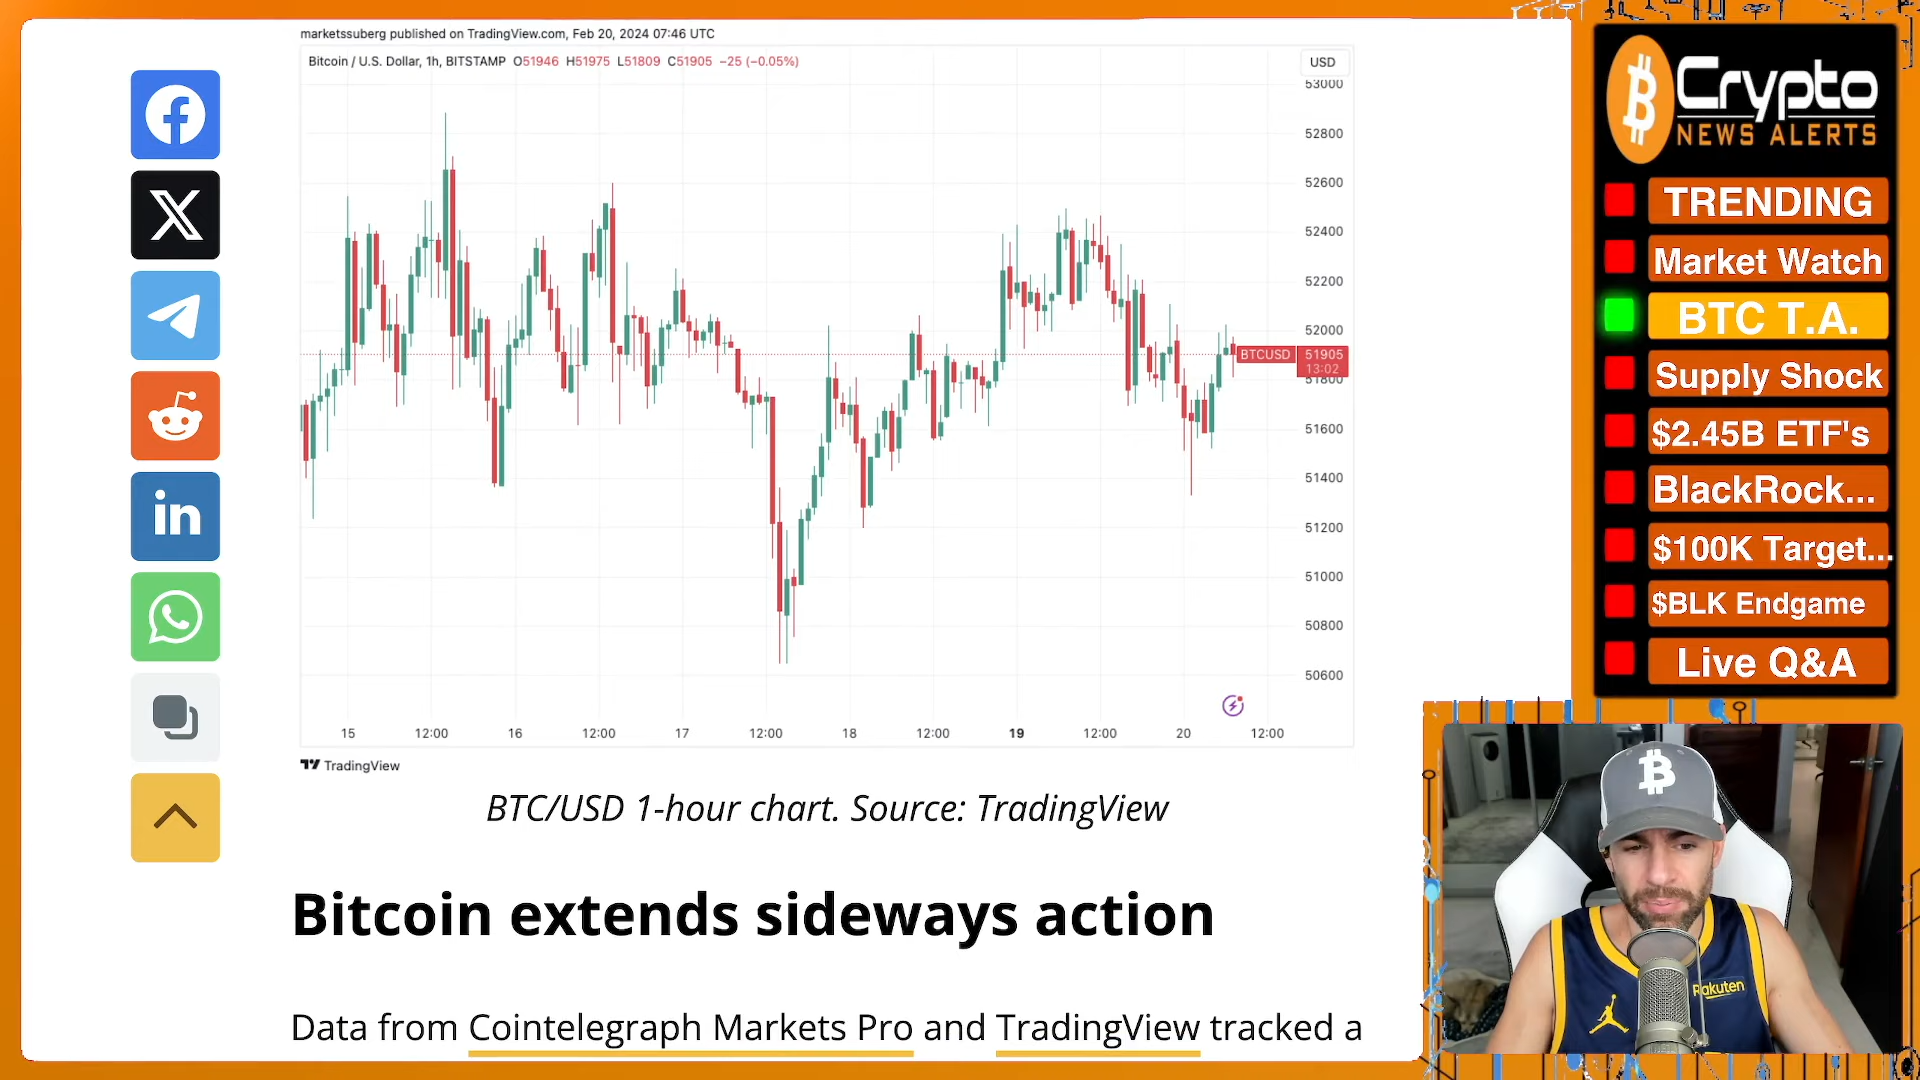 marketssuberg published on TradingView.com, Feb 20, 2024 07:46 UTC
Bitcoin / U.S. Dollar, 1h, BITSTAMP O51946 H51975 L51809 C51905 −25 (−0.05%)
USD
53000
52800
52600
52400
52200
52000
BTCUSD 51905
13:02
51800
51600
51400
51200
51000
50800
50600
15 12:00 16 12:00 17 12:00 18 12:00 19 12:00 20 12:00
TradingView
BTC/USD 1-hour chart. Source: TradingView
Bitcoin extends sideways action
Data from Cointelegraph Markets Pro and TradingView tracked a
in
Crypto
NEWS ALERTS
TRENDING
Market Watch
BTC T.A.
Supply Shock
$2.45B ETF's
BlackRock...
$100K Target...
$BLK Endgame
Live Q&A
Rakuten